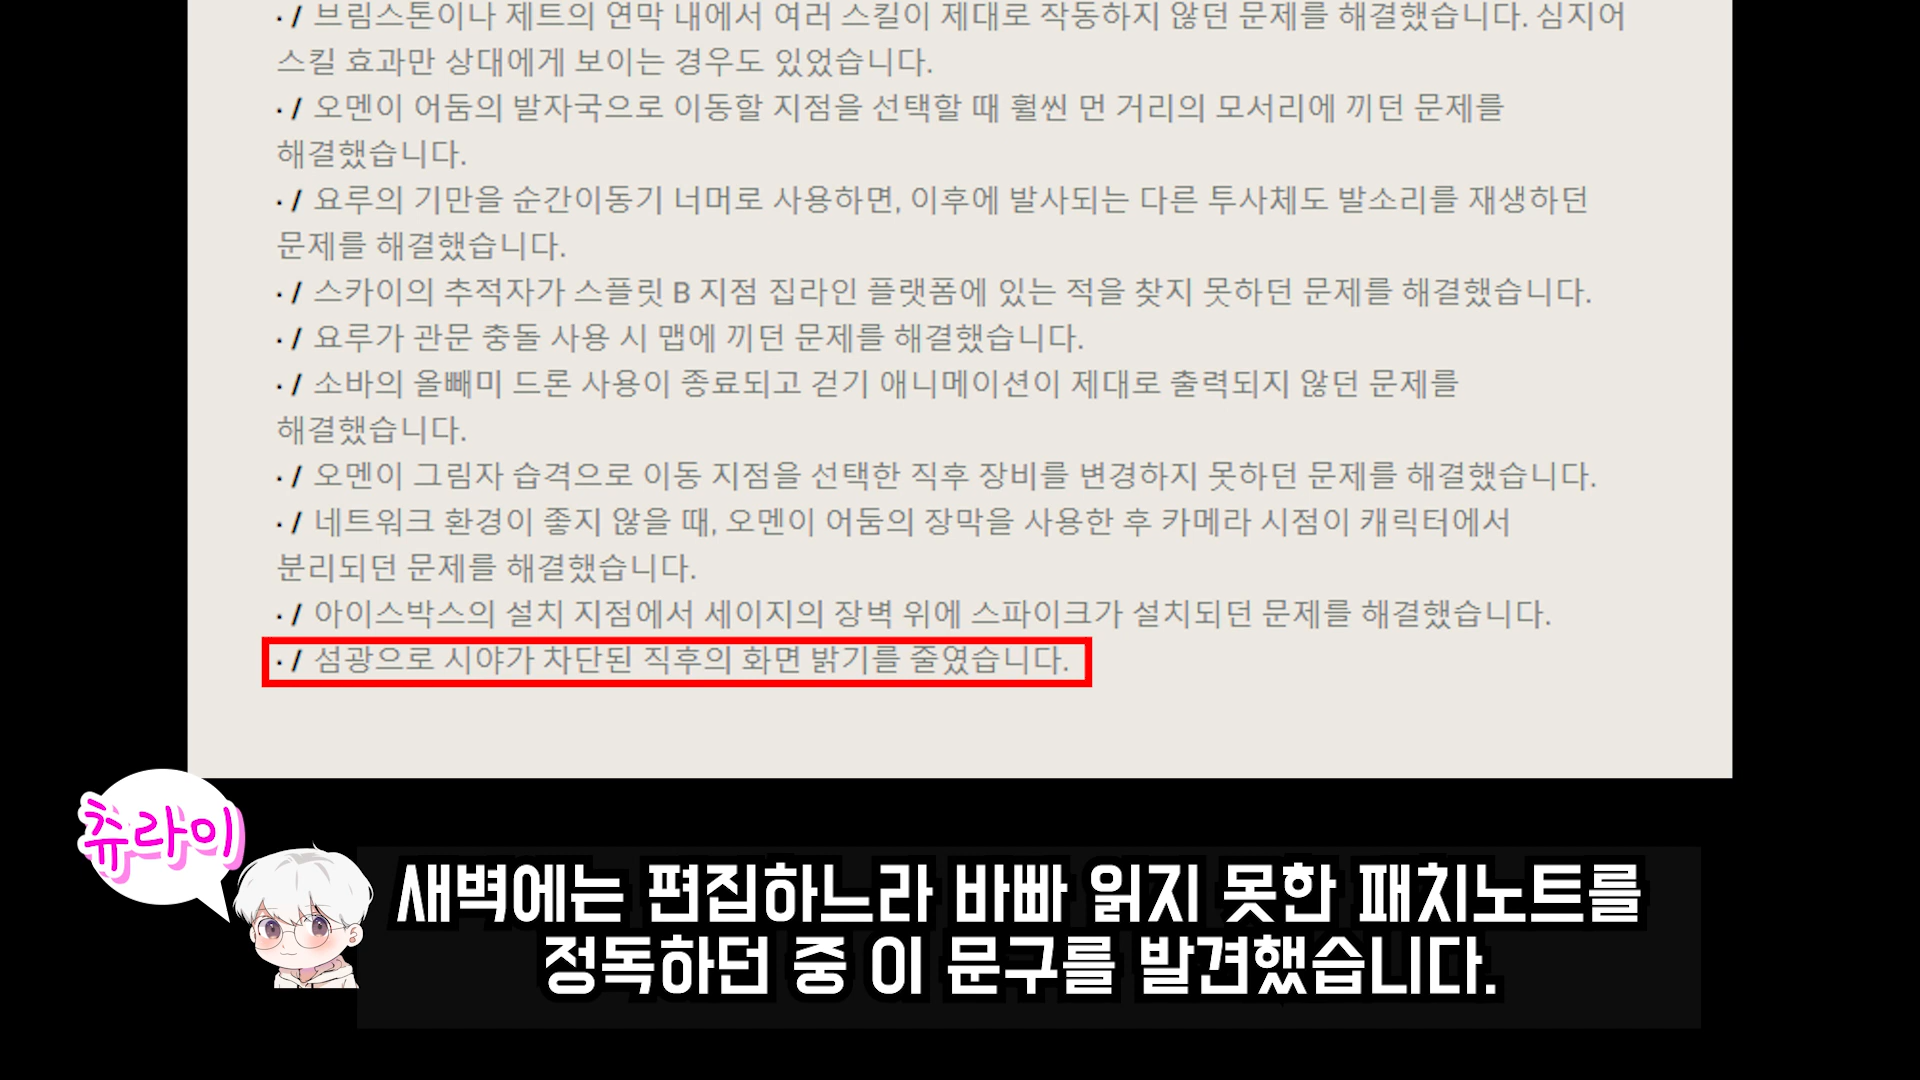 · / 브림스톤이나 제트의 연막 내에서 여러 스킬이 제대로 작동하지 않던 문제를 해결했습니다. 심지어
스킬 효과만 상대에게 보이는 경우도 있었습니다.
· / 오멘이 어둠의 발자국으로 이동할 지점을 선택할 때 훨씬 먼 거리의 모서리에 끼던 문제를
해결했습니다.
· / 요루의 기만을 순간이동기 너머로 사용하면, 이후에 발사되는 다른 투사체도 발소리를 재생하던
문제를 해결했습니다.
· / 스카이의 추적자가 스플릿 B 지점 집라인 플랫폼에 있는 적을 찾지 못하던 문제를 해결했습니다.
· / 요루가 관문 충돌 사용 시 맵에 끼던 문제를 해결했습니다.
· / 소바의 올빼미 드론 사용이 종료되고 걷기 애니메이션이 제대로 출력되지 않던 문제를
해결했습니다.
· / 오멘이 그림자 습격으로 이동 지점을 선택한 직후 장비를 변경하지 못하던 문제를 해결했습니다.
· / 네트워크 환경이 좋지 않을 때, 오멘이 어둠의 장막을 사용한 후 카메라 시점이 캐릭터에서
분리되던 문제를 해결했습니다.
· / 아이스박스의 설치 지점에서 세이지의 장벽 위에 스파이크가 설치되던 문제를 해결했습니다.
· / 섬광으로 시야가 차단된 직후의 화면 밝기를 줄였습니다.
츄라이
새벽에는 편집하느라 바빠 읽지 못한 패치노트를
정독하던 중 이 문구를 발견했습니다.